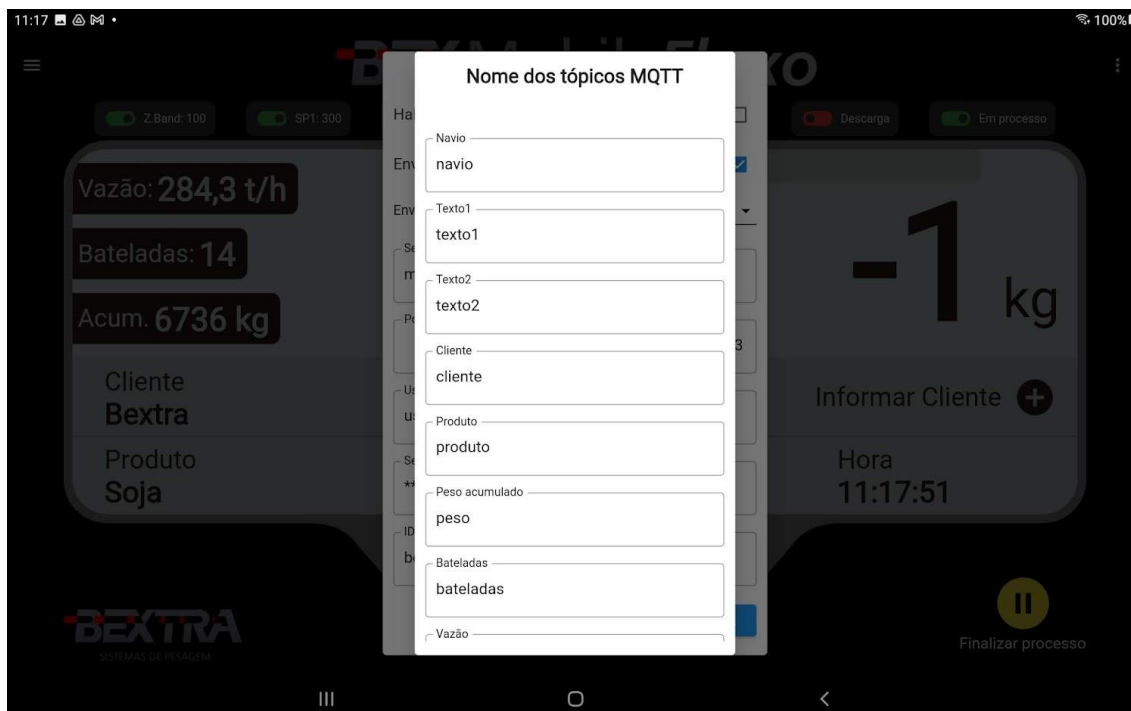 11:17
100%
Nome dos tópicos MQTT
Z.Band: 100
SP1: 300
Descarga
Em processo
Navio
navio
Texto1
texto1
Texto2
texto2
Cliente
cliente
Produto
produto
Peso acumulado
peso
Bateladas
bateladas
Vazão
Vazão: 284,3 t/h
Bateladas: 14
Acum. 6736 kg
-1 kg
Cliente
Bextra
Informar Cliente
Produto
Soja
Hora
11:17:51
BEXTRA
SISTEMAS DE PESAGEM
Finalizar processo